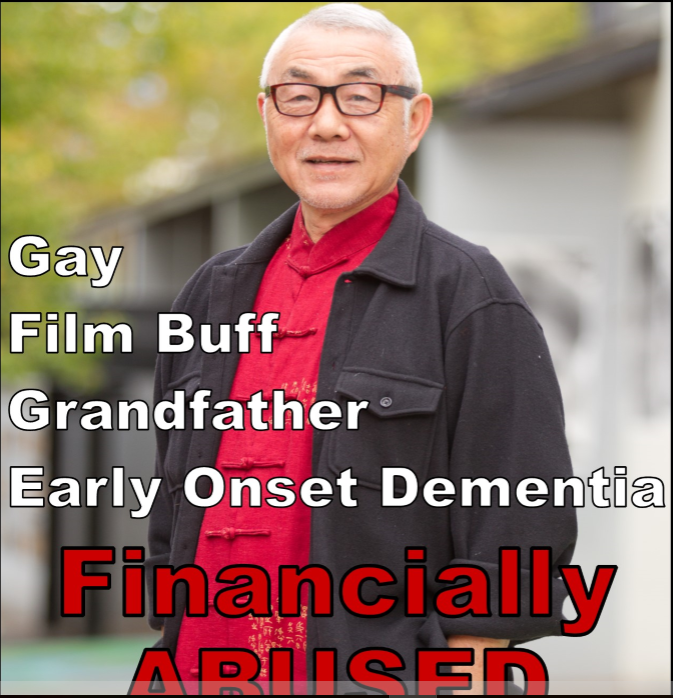 Gay
Film Buff
Grandfather
Early Onset Dementia
Financially
ABUSED